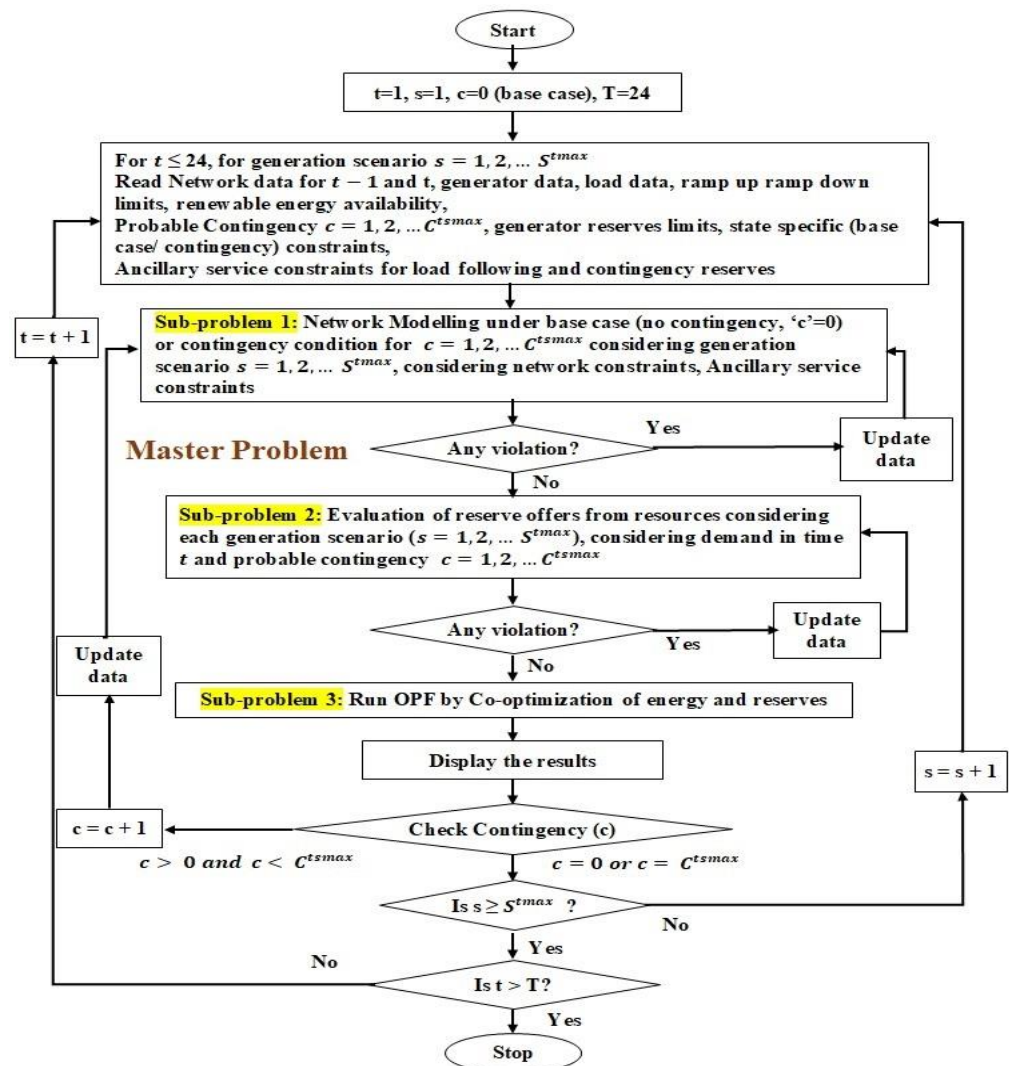 Start
t=1, s=1, c=0 (base case), T=24
For t ≤ 24, for generation scenario s = 1, 2, … S^tmax
Read Network data for t − 1 and t, generator data, load data, ramp up ramp down
limits, renewable energy availability,
Probable Contingency c = 1, 2, … C^tsmax, generator reserves limits, state specific (base
case/ contingency) constraints,
Ancillary service constraints for load following and contingency reserves
t = t + 1
Sub-problem 1: Network Modelling under base case (no contingency, ‘c’=0)
or contingency condition for c = 1, 2, … C^tsmax considering generation
scenario s = 1, 2, … S^tmax, considering network constraints, Ancillary service
constraints
Master Problem
Any violation?
Yes
Update
data
No
Sub-problem 2: Evaluation of reserve offers from resources considering
each generation scenario (s = 1, 2, … S^tmax), considering demand in time
t and probable contingency c = 1, 2, … C^tsmax
Any violation?
Yes
Update
data
Update
data
No
Sub-problem 3: Run OPF by Co-optimization of energy and reserves
Display the results
s = s + 1
c = c + 1
Check Contingency (c)
c > 0 and c < C^tsmax
c = 0 or c = C^tsmax
Is s ≥ S^tmax ?
No
Yes
No
Is t > T?
Yes
Stop